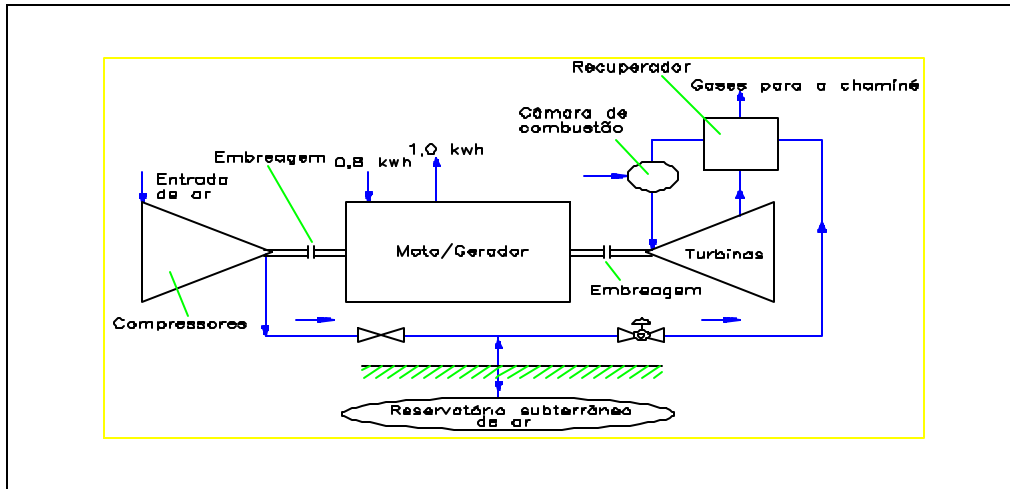 Recuperador
Gases para a chaminé
Câmara de
combustão
Embreagem
0,8 kwh
1,0 kwh
Entrada
de ar
Moto/Gerador
Turbinas
Embreagem
Compressores
Reservatório subterrâneo
de ar